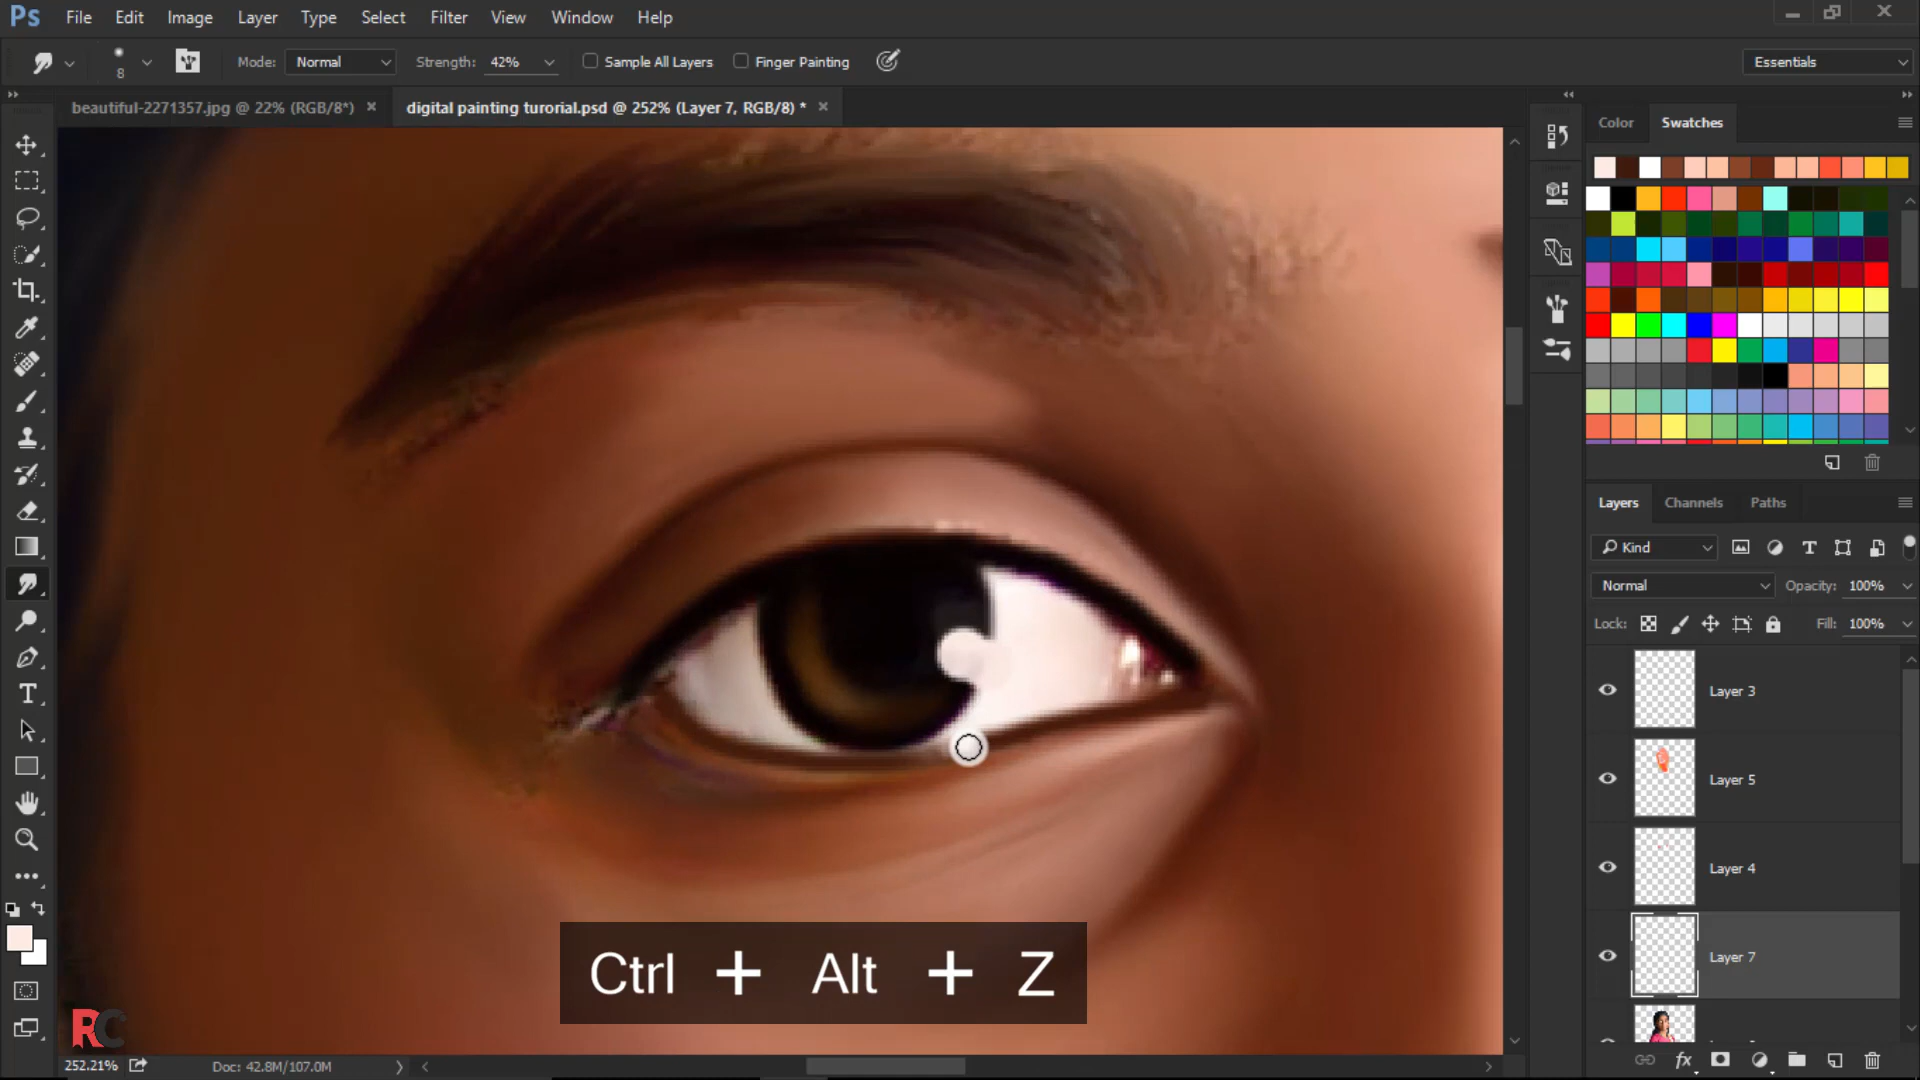 Ps File Edit Image Layer Type Select Filter View Window Help
8 Mode: Normal Strength: 42% Sample All Layers Finger Painting Essentials
beautiful-2271357.jpg @ 22% (RGB/8*) × digital painting turorial.psd @ 252% (Layer 7, RGB/8) * ×
Color Swatches
Layers Channels Paths
Kind
Normal Opacity: 100%
Lock: Fill: 100%
Layer 3
Layer 5
Layer 4
Layer 7
Ctrl + Alt + Z
RC
252.21% Doc: 42.8M/107.0M
fx